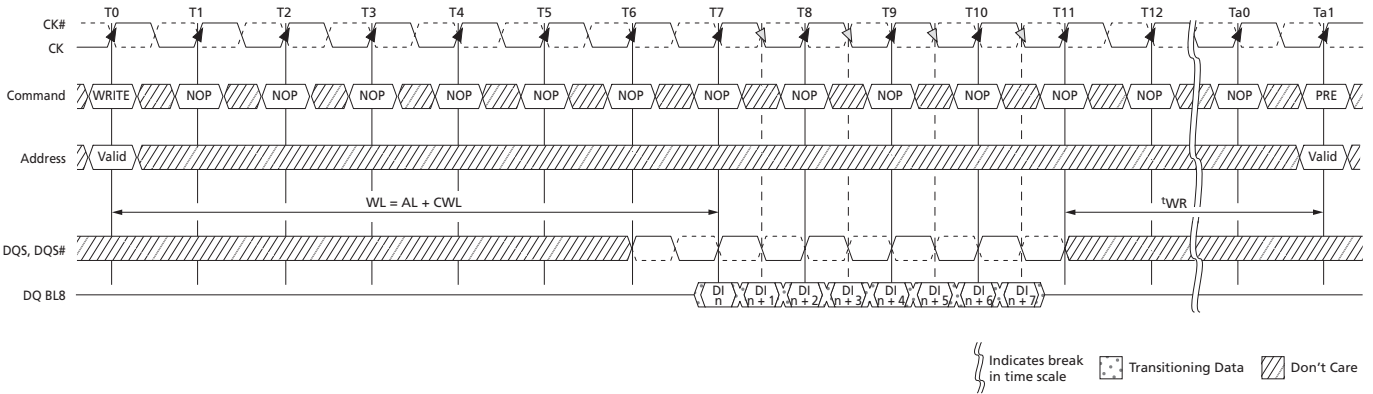 T0 T1 T2 T3 T4 T5 T6 T7 T8 T9 T10 T11 T12 Ta0 Ta1
CK#
CK
Command WRITE NOP NOP NOP NOP NOP NOP NOP NOP NOP NOP NOP NOP NOP PRE
Address Valid Valid
WL = AL + CWL tWR
DQS, DQS#
DQ BL8 DI n DI n + 1 DI n + 2 DI n + 3 DI n + 4 DI n + 5 DI n + 6 DI n + 7
Indicates break
in time scale
Transitioning Data
Don't Care